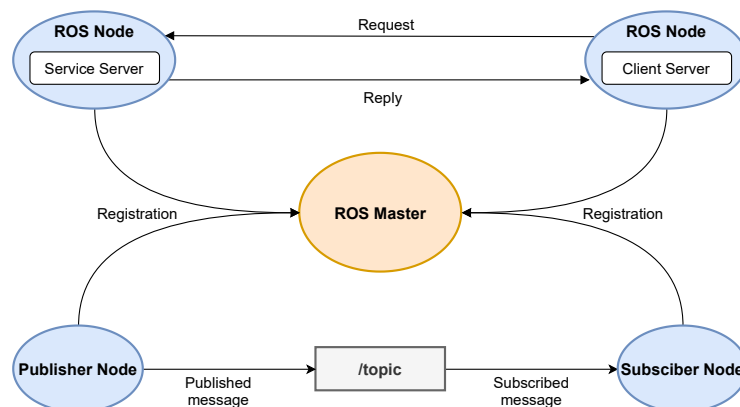 ROS Node
Service Server
Request
Reply
ROS Node
Client Server
Registration
ROS Master
Registration
Publisher Node
Published
message
/topic
Subscribed
message
Subsciber Node